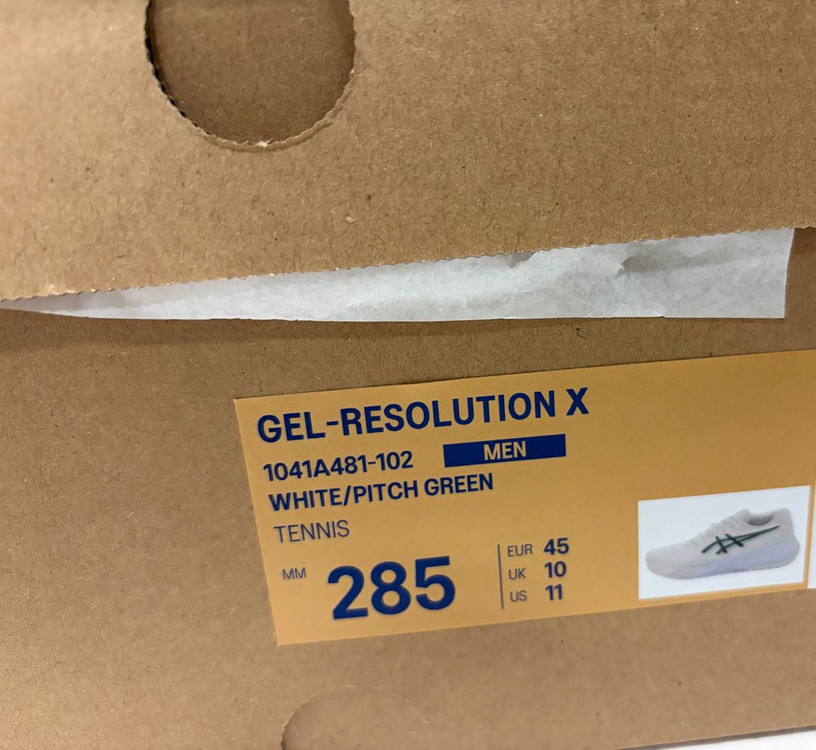 GEL-RESOLUTION X
1041A481-102 MEN
WHITE/PITCH GREEN
TENNIS
MM 285
EUR 45
UK 10
US 11